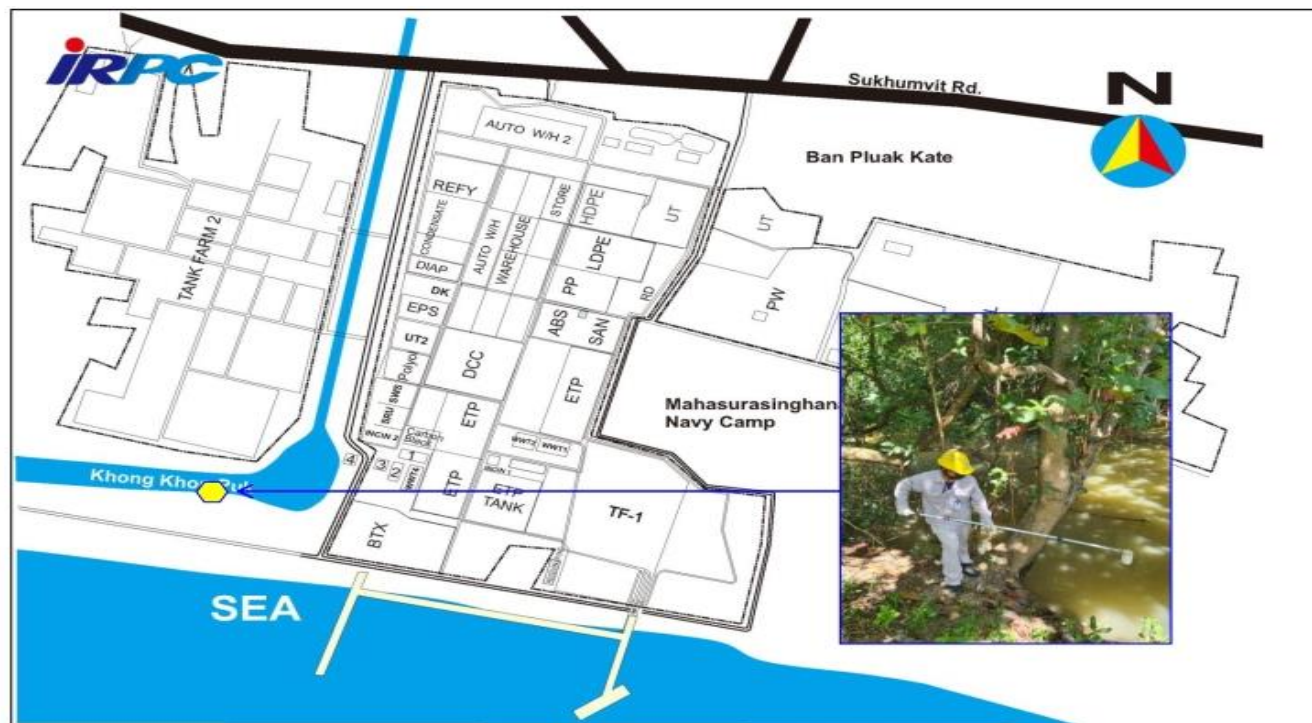 IRPC
Sukhumvit Rd.
N
Ban Pluak Kate
AUTO W/H 2
REFY
CONDENSATE
AUTO W/H
WAREHOUSE
STORE
HDPE
UT
UT
TANK FARM 2
DIAP
LDPE
PP
RD
PW
DK
EPS
ABS
SAN
UT2
Polyol
DCC
ETP
Mahasurasinghana
Navy Camp
SRU
SWS
ETP
INCIN 2
Carbon
Black
WWT2
WWT1
4
3
1
2
WWT4
ETP
INCIN 1
ETP
TANK
TF-1
Khong Khon
BTX
SEA